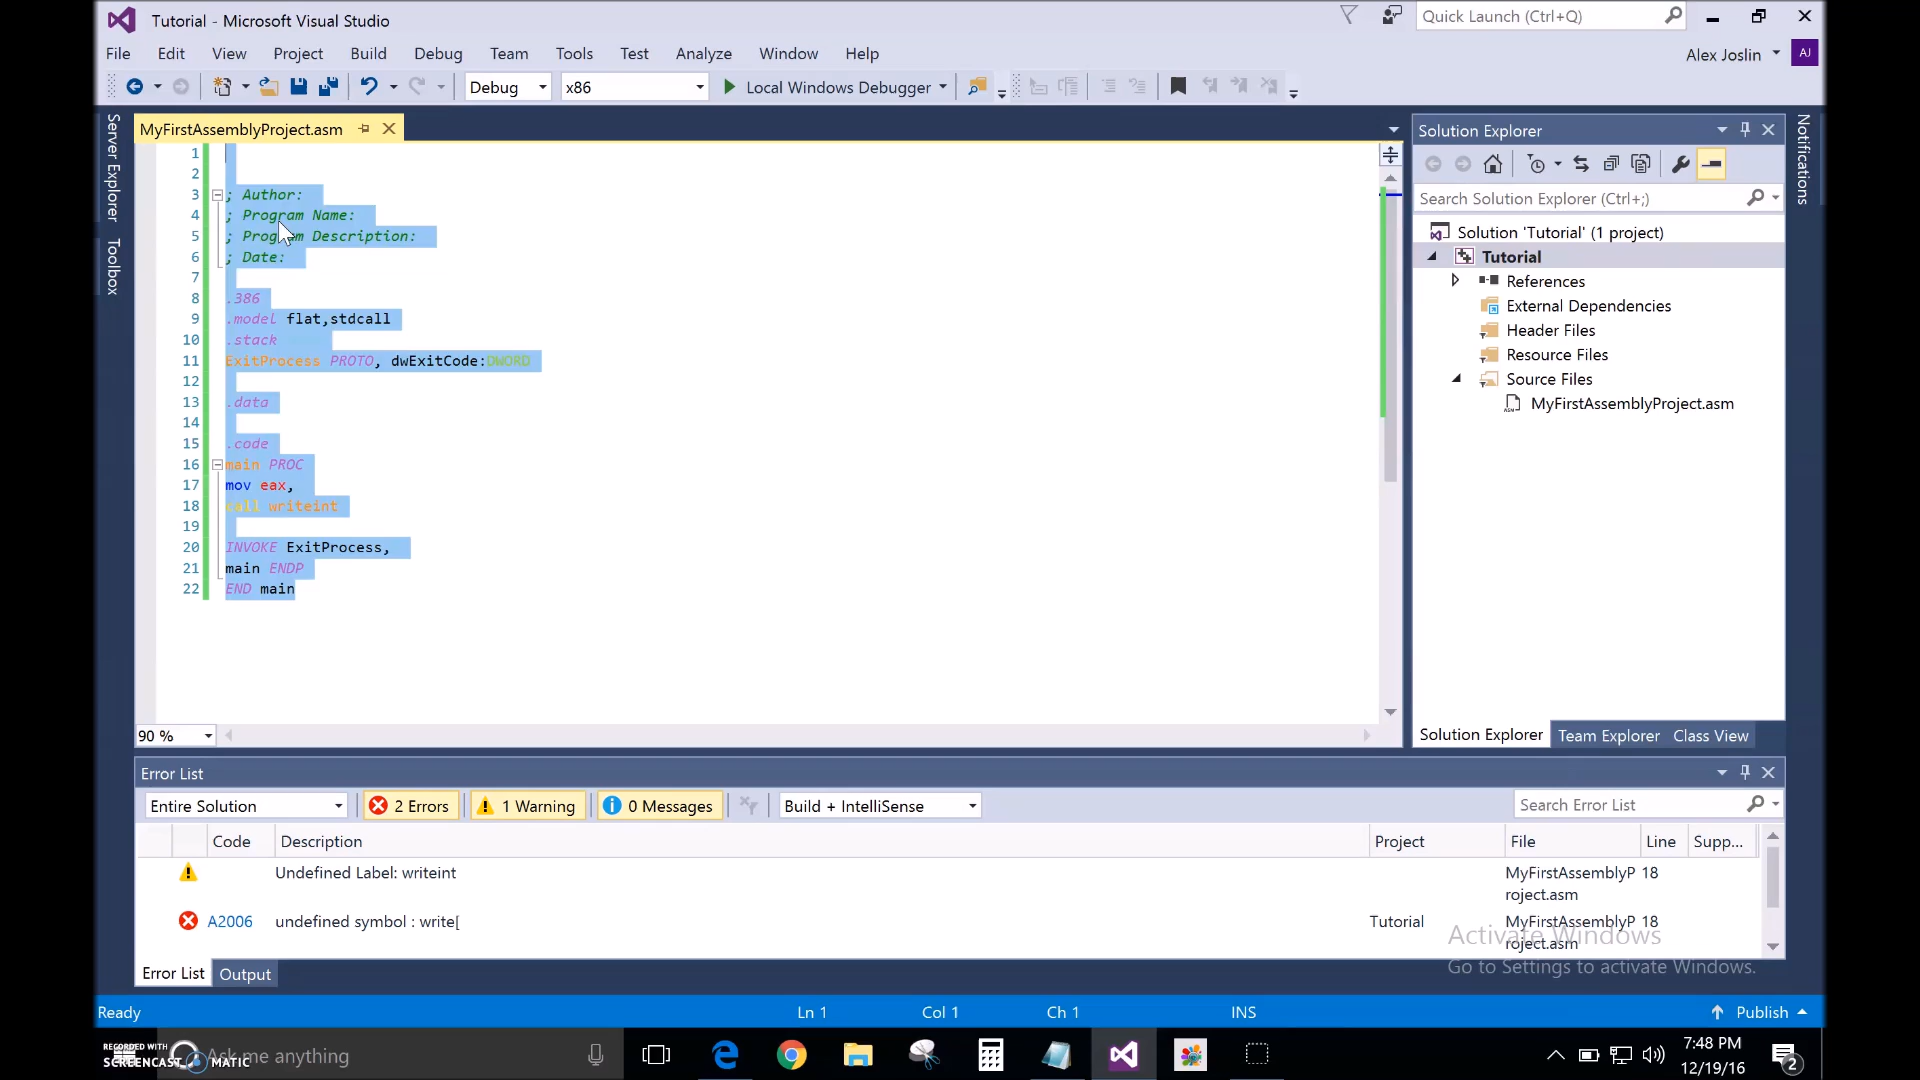 Tutorial - Microsoft Visual Studio
Quick Launch (Ctrl+Q)
File Edit View Project Build Debug Team Tools Test Analyze Window Help
Alex Joslin AJ
Debug x86 Local Windows Debugger
Server Explorer
Toolbox
MyFirstAssemblyProject.asm
1
2
3 ; Author:
4 ; Program Name:
5 ; Program Description:
6 ; Date:
7
8 .386
9 .model flat,stdcall
10 .stack
11 ExitProcess PROTO, dwExitCode:DWORD
12
13 .data
14
15 .code
16 main PROC
17 mov eax,
18 call writeint
19
20 INVOKE ExitProcess,
21 main ENDP
22 END main
90 %
Solution Explorer
Search Solution Explorer (Ctrl+;)
Solution 'Tutorial' (1 project)
Tutorial
References
External Dependencies
Header Files
Resource Files
Source Files
MyFirstAssemblyProject.asm
ASM
Solution Explorer Team Explorer Class View
Notifications
Error List
Entire Solution 2 Errors 1 Warning 0 Messages Build + IntelliSense Search Error List
Code Description Project File Line Supp...
Undefined Label: writeint MyFirstAssemblyP 18
roject.asm
A2006 undefined symbol : write[ Tutorial MyFirstAssemblyP 18
roject.asm
Activate Windows
Go to Settings to activate Windows.
Error List Output
Ready Ln 1 Col 1 Ch 1 INS Publish
RECORDED WITH
SCREENCAST MATIC
Ask me anything
7:48 PM
12/19/16
2